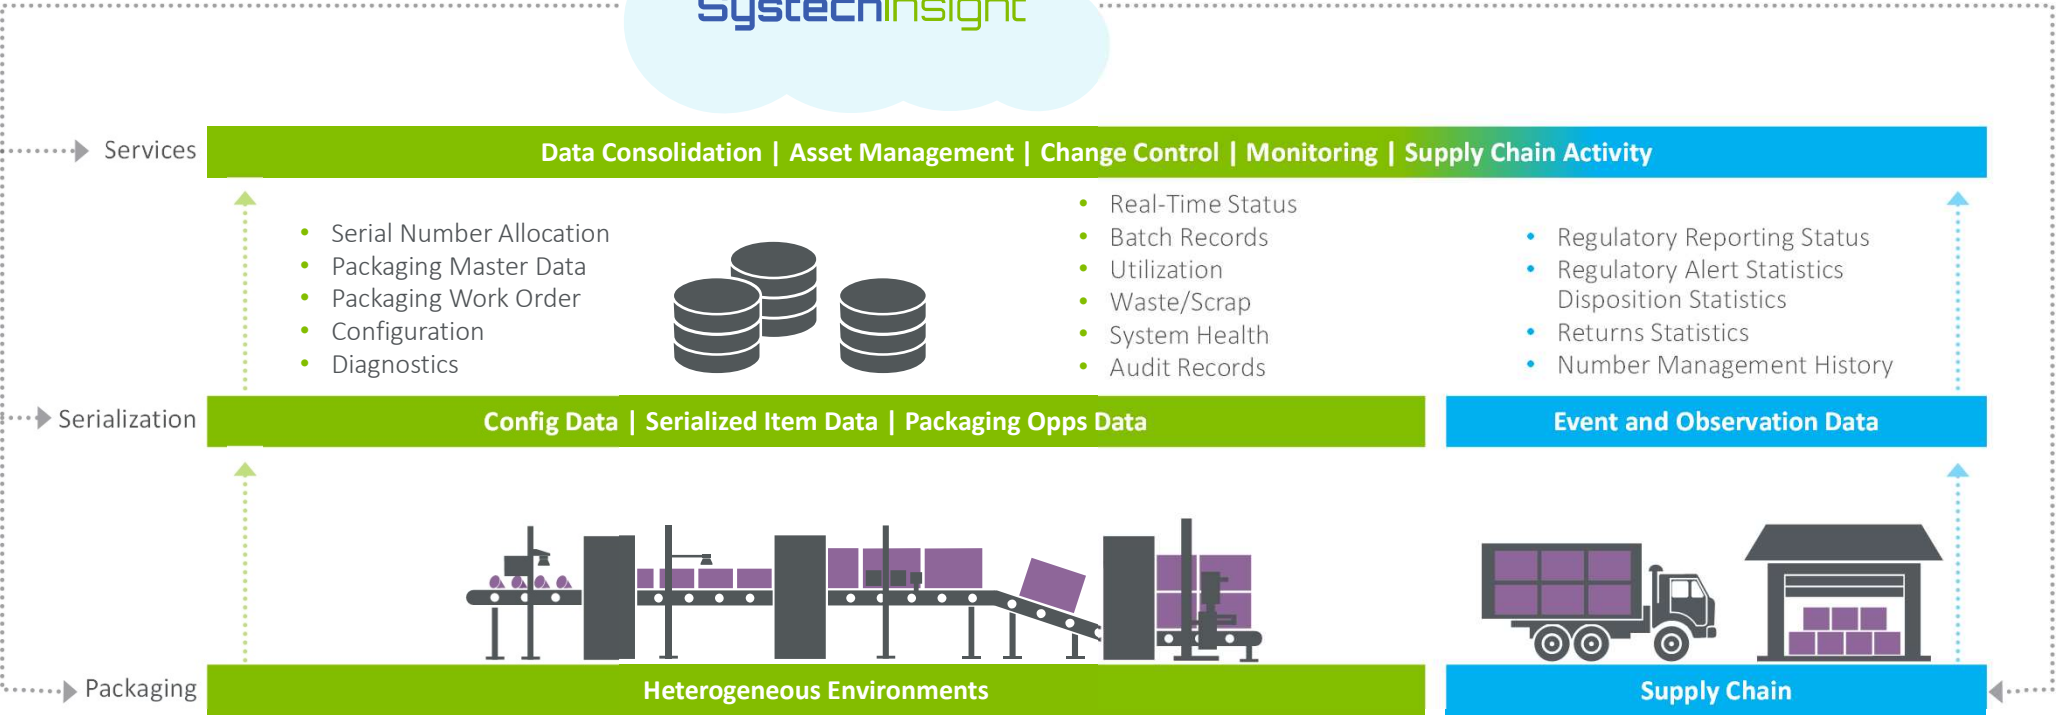 SystechInsight
Services
Data Consolidation | Asset Management | Change Control | Monitoring | Supply Chain Activity
• Serial Number Allocation
• Packaging Master Data
• Packaging Work Order
• Configuration
• Diagnostics
• Real-Time Status
• Batch Records
• Utilization
• Waste/Scrap
• System Health
• Audit Records
• Regulatory Reporting Status
• Regulatory Alert Statistics
Disposition Statistics
• Returns Statistics
• Number Management History
Serialization
Config Data | Serialized Item Data | Packaging Opps Data
Event and Observation Data
Packaging
Heterogeneous Environments
Supply Chain